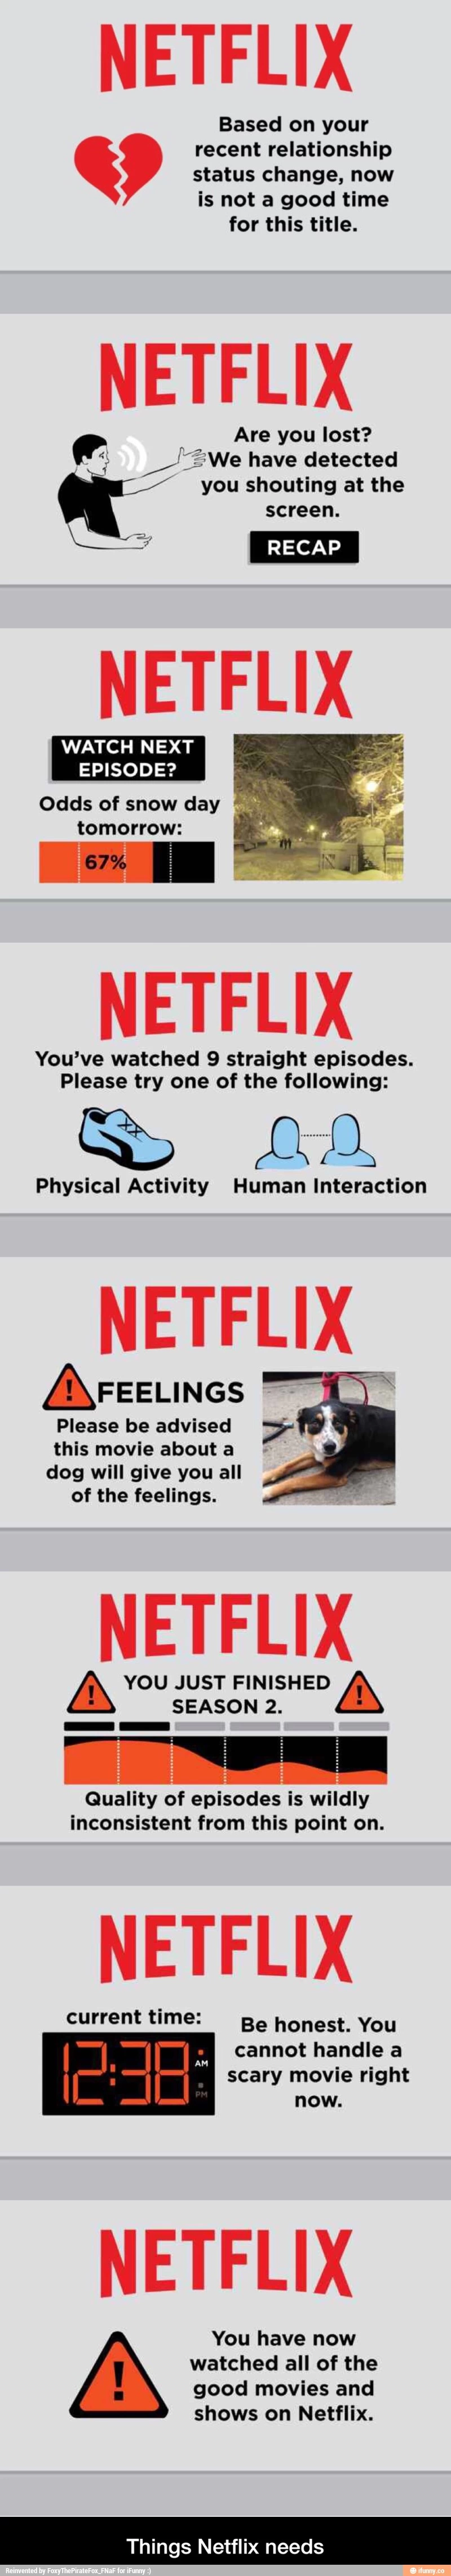 NETFLIX
Based on your
recent relationship
status change, now
is not a good time
for this title.
NETFLIX
Are you lost?
We have detected
you shouting at the
screen.
RECAP
NETFLIX
WATCH NEXT
EPISODE?
Odds of snow day
tomorrow:
67%
NETFLIX
You've watched 9 straight episodes.
Please try one of the following:
Physical Activity Human Interaction
NETFLIX
! FEELINGS
Please be advised
this movie about a
dog will give you all
of the feelings.
NETFLIX
! YOU JUST FINISHED !
SEASON 2.
Quality of episodes is wildly
inconsistent from this point on.
NETFLIX
current time:
12:38 AM
PM
Be honest. You
cannot handle a
scary movie right
now.
NETFLIX
!
You have now
watched all of the
good movies and
shows on Netflix.
Things Netflix needs
Reinvented by FoxyThePirateFox_FNaF for iFunny :)
ifunny.co